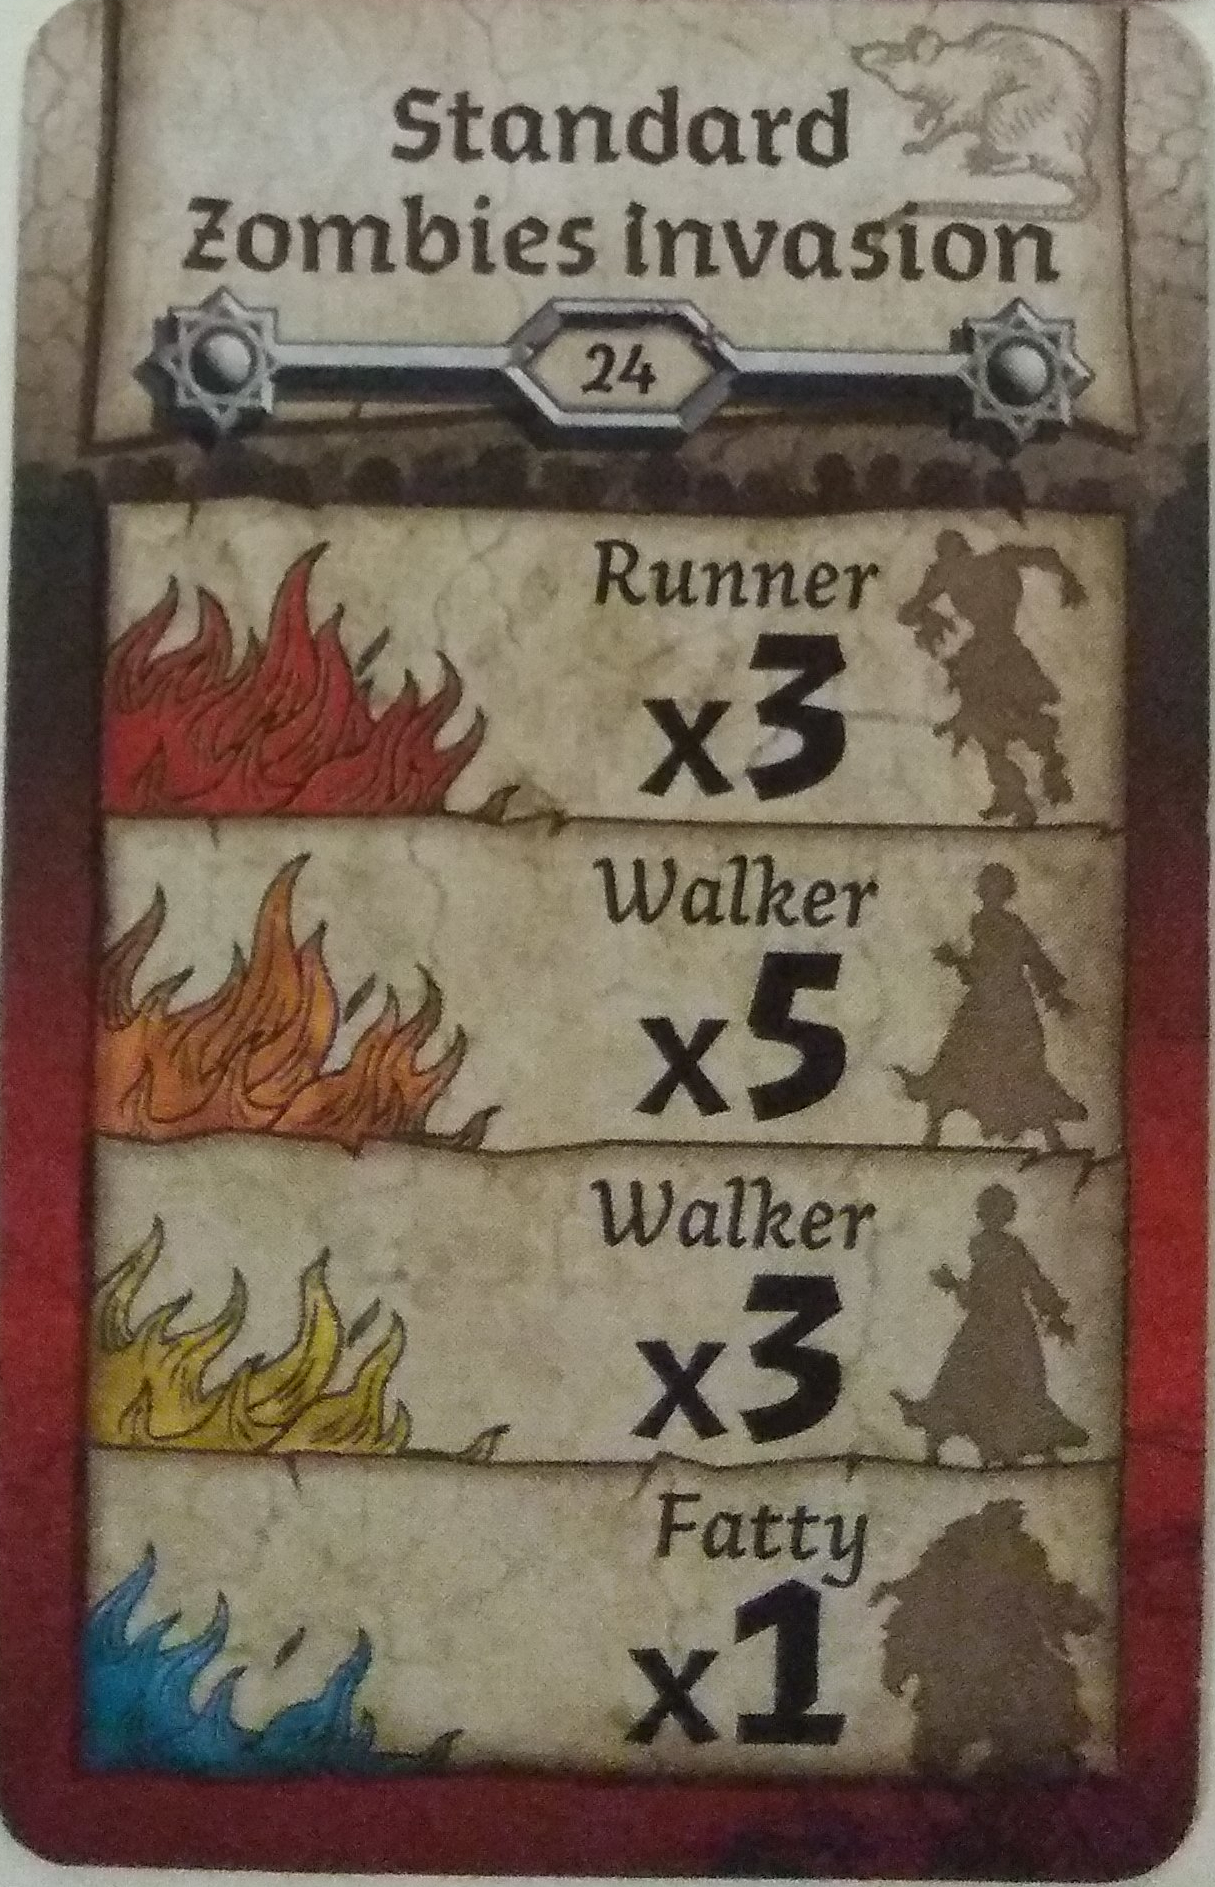 Standard
Zombies Invasion
24
Runner
x3
Walker
x5
Walker
x3
Fatty
x1